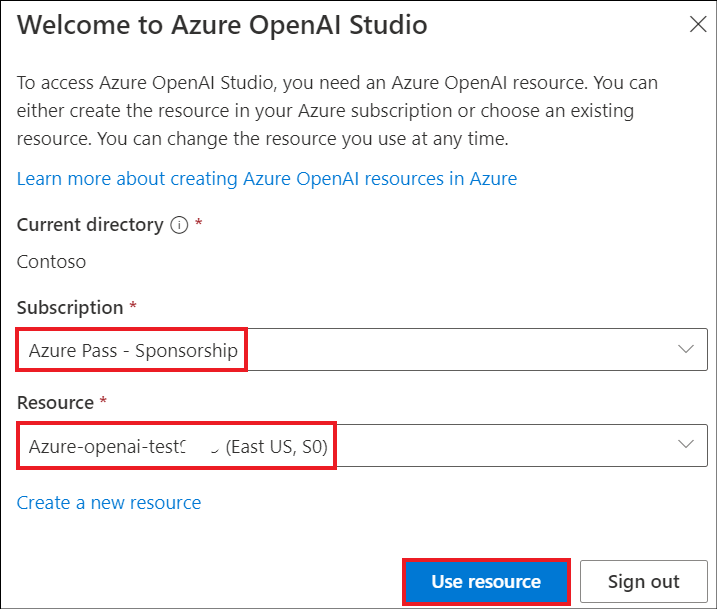 Welcome to Azure OpenAI Studio
To access Azure OpenAI Studio, you need an Azure OpenAI resource. You can
either create the resource in your Azure subscription or choose an existing
resource. You can change the resource you use at any time.
Learn more about creating Azure OpenAI resources in Azure
Current directory *
Contoso
Subscription *
Azure Pass - Sponsorship
Resource *
Azure-openai-test (East US, S0)
Create a new resource
Use resource
Sign out